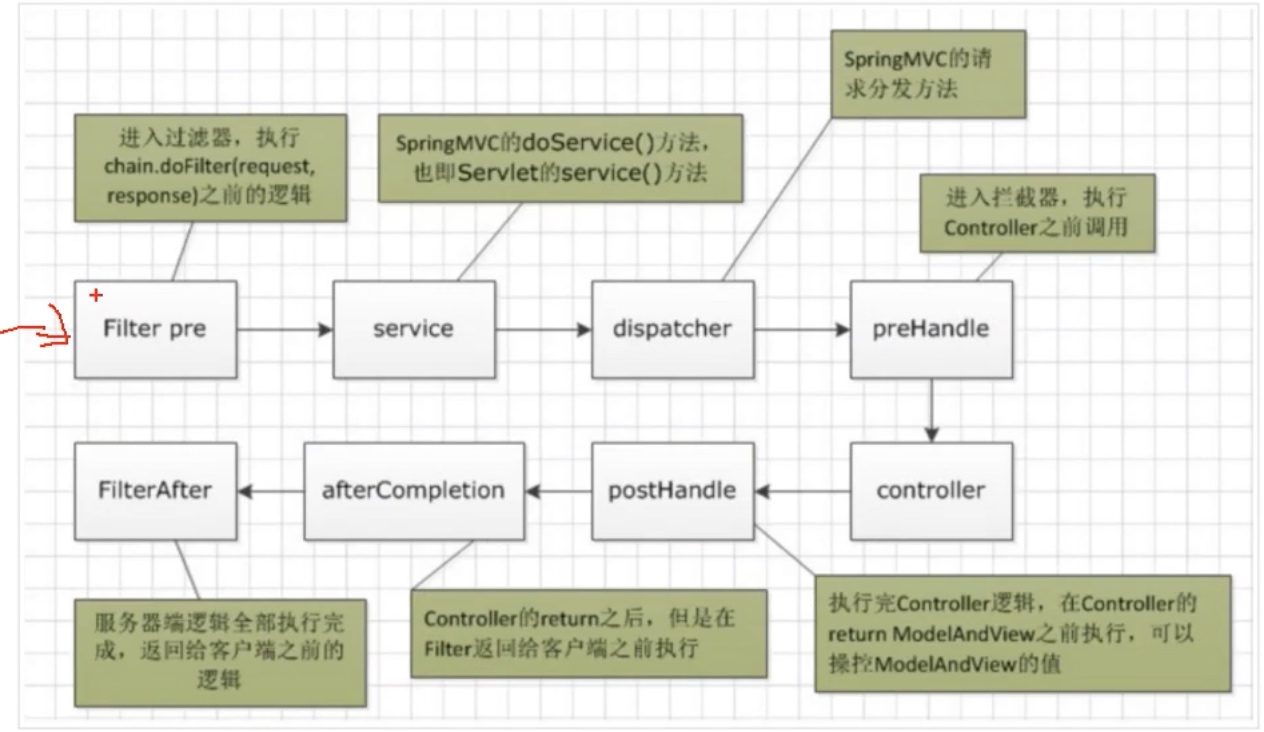 SpringMVC的请
求分发方法
进入过滤器，执行
chain.doFilter(request,
response)之前的逻辑
SpringMVC的doService()方法，
也即Servlet的service()方法
进入拦截器，执行
Controller之前调用
Filter pre
service
dispatcher
preHandle
FilterAfter
afterCompletion
postHandle
controller
服务器端逻辑全部执行完
成，返回给客户端之前的
逻辑
Controller的return之后，但是在
Filter返回给客户端之前执行
执行完Controller逻辑，在Controller的
return ModelAndView之前执行，可以
操控ModelAndView的值